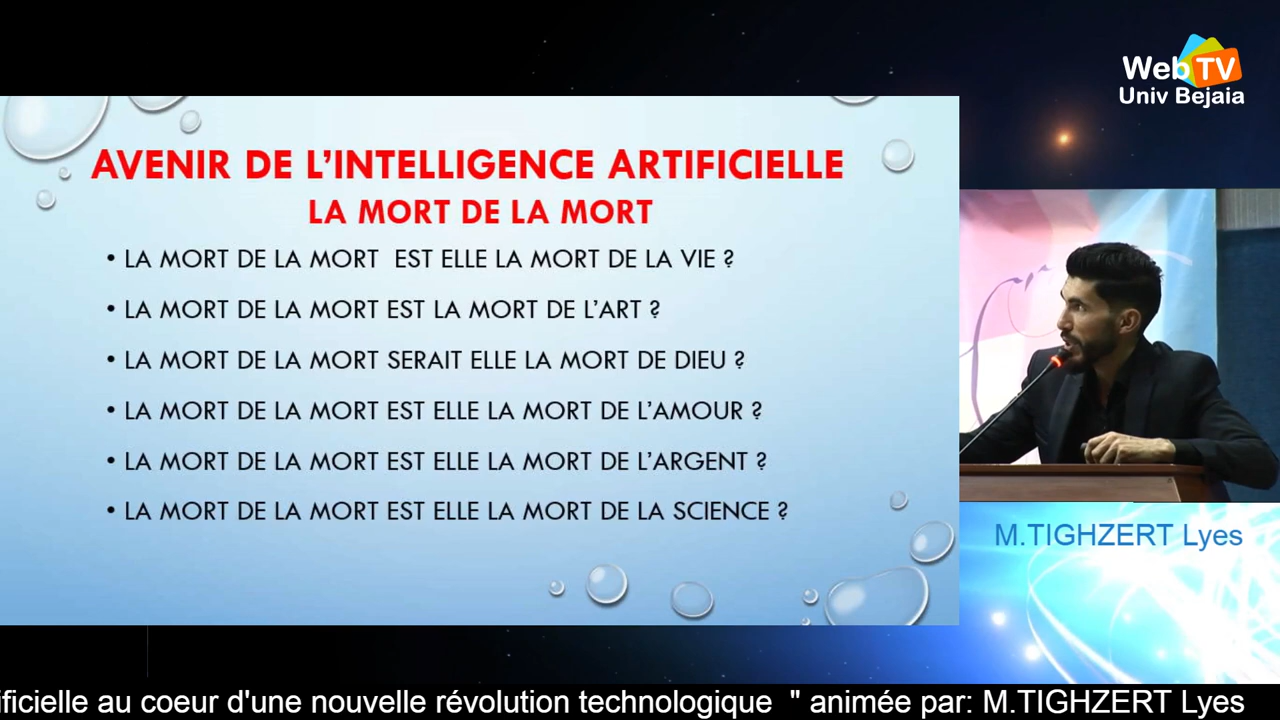 Web TV
Univ Bejaia
AVENIR DE L'INTELLIGENCE ARTIFICIELLE
LA MORT DE LA MORT
• LA MORT DE LA MORT EST ELLE LA MORT DE LA VIE ?
• LA MORT DE LA MORT EST LA MORT DE L'ART ?
• LA MORT DE LA MORT SERAIT ELLE LA MORT DE DIEU ?
• LA MORT DE LA MORT EST ELLE LA MORT DE L'AMOUR ?
• LA MORT DE LA MORT EST ELLE LA MORT DE L'ARGENT ?
• LA MORT DE LA MORT EST ELLE LA MORT DE LA SCIENCE ?
M.TIGHZERT Lyes
ificielle au coeur d'une nouvelle révolution technologique " animée par: M.TIGHZERT Lyes